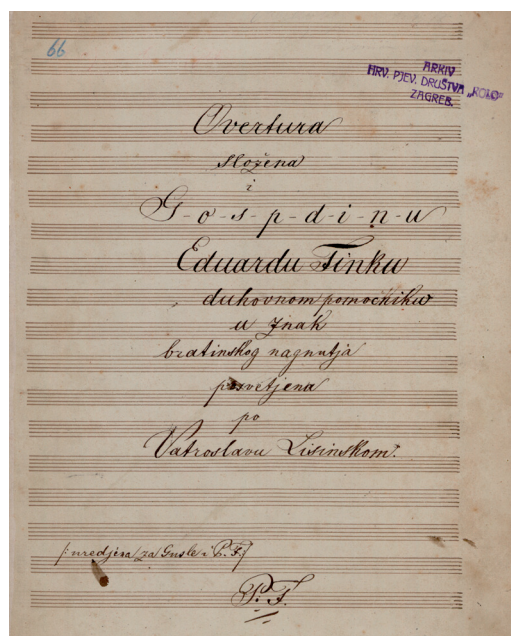 66
ARKIV
HRV. PJEV. DRUŠTVA „KOLO"
ZAGREB.
Overtura
složena
i
G-o-s-p-d-i-n-u
Eduardu Finku
duhovnom pomoćniku
u znak
bratinskog nagnutja
posvetjena
po
Vatroslavu Lisinskom.
/: uredjena za Gusle i P. F. :/
P. F.